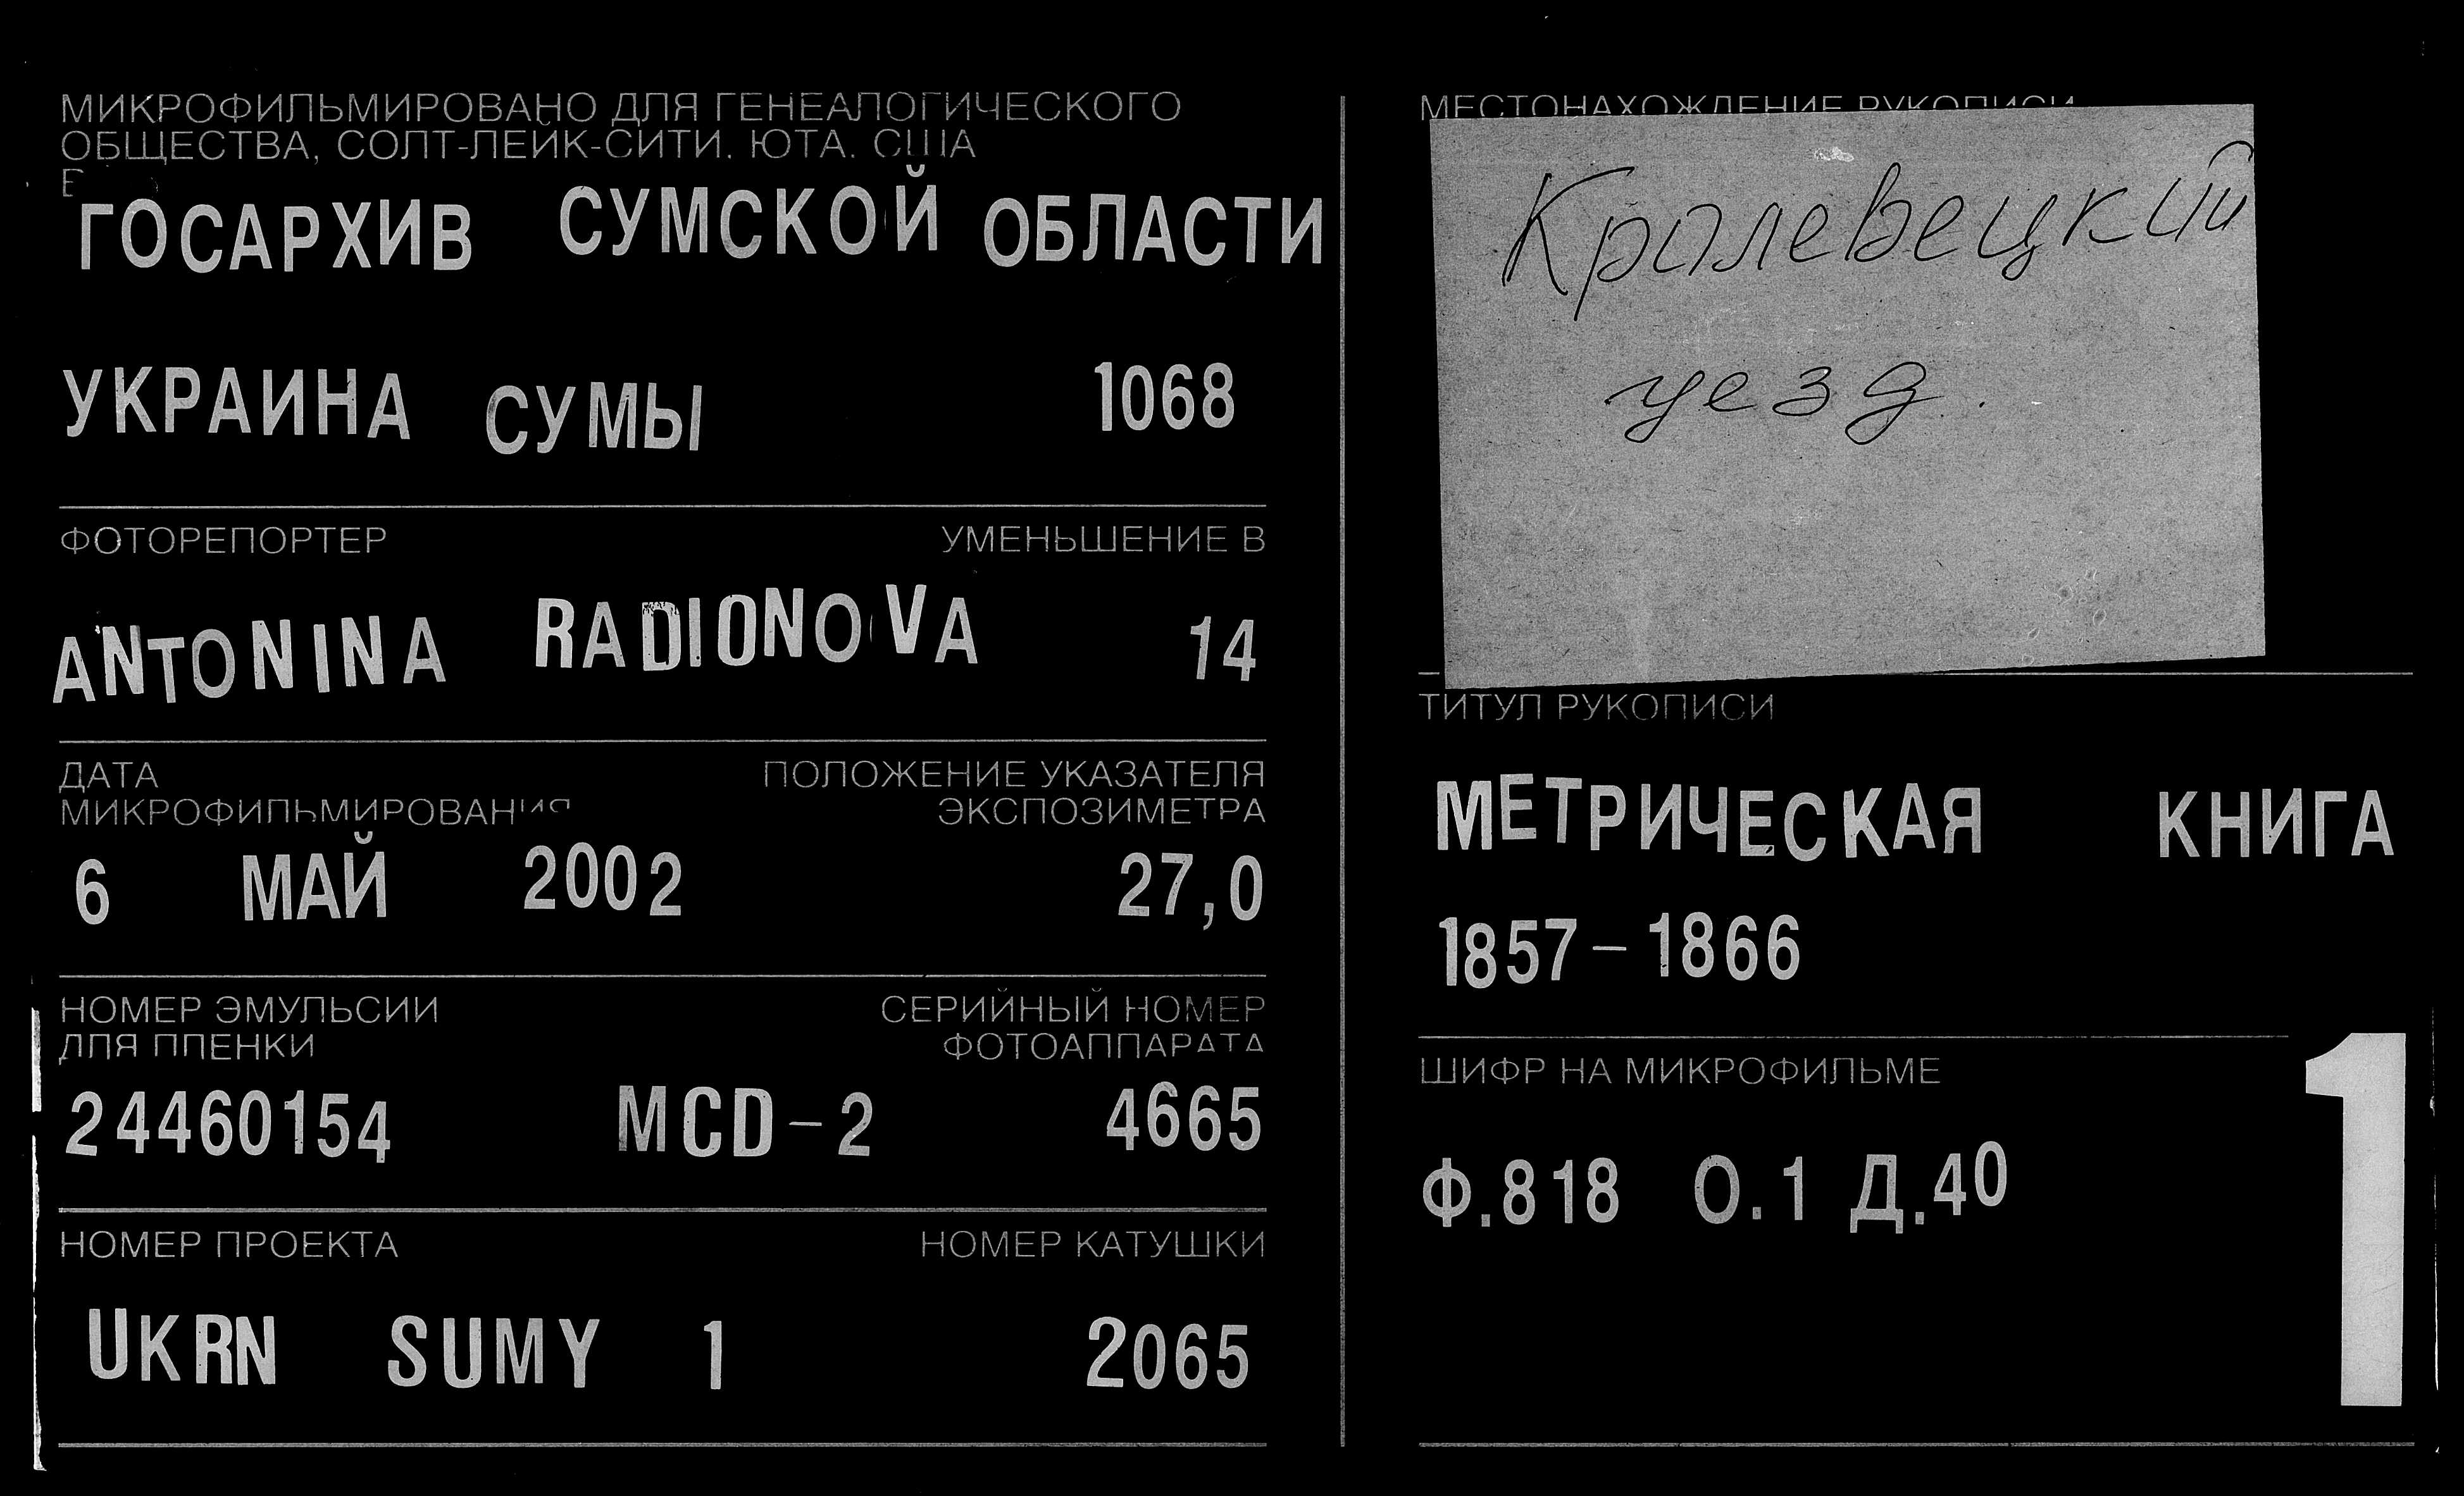 МИКРОФИЛЬМИРОВАНО ДЛЯ ГЕНЕАЛОГИЧЕСКОГО
ОБЩЕСТВА, СОЛТ-ЛЕЙК-СИТИ, ЮТА, США
В
ГОСАРХИВ СУМСКОЙ ОБЛАСТИ
УКРАИНА СУМЫ 1068
ФОТОРЕПОРТЕР УМЕНЬШЕНИЕ В
ANTONINA RADIONOVA 14
ДАТА ПОЛОЖЕНИЕ УКАЗАТЕЛЯ
МИКРОФИЛЬМИРОВАНИЯ ЭКСПОЗИМЕТРА
6 МАЙ 2002 27,0
НОМЕР ЭМУЛЬСИИ СЕРИЙНЫЙ НОМЕР
ДЛЯ ПЛЕНКИ ФОТОАППАРАТА
24460154 MCD-2 4665
НОМЕР ПРОЕКТА НОМЕР КАТУШКИ
UKRN SUMY 1 2065
МЕСТОНАХОЖДЕНИЕ РУКОПИСИ
Кролевецкий
уезд.
ТИТУЛ РУКОПИСИ
МЕТРИЧЕСКАЯ КНИГА
1857-1866
ШИФР НА МИКРОФИЛЬМЕ
Ф.818 О.1 Д.40
1